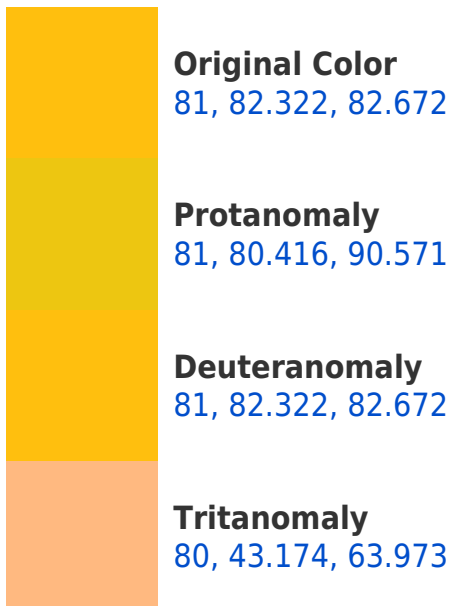 Original Color
81, 82.322, 82.672
Protanomaly
81, 80.416, 90.571
Deuteranomaly
81, 82.322, 82.672
Tritanomaly
80, 43.174, 63.973